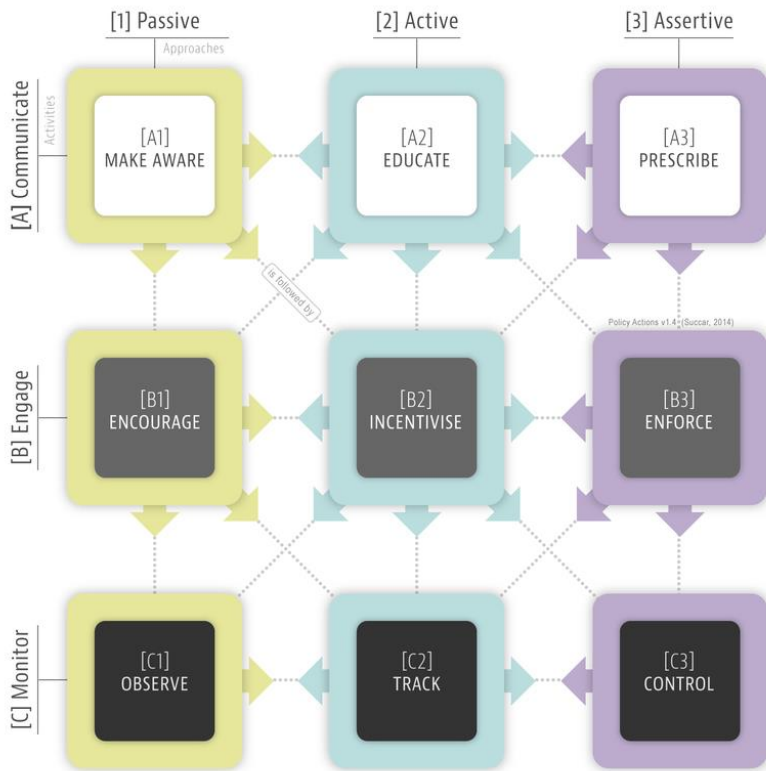 [1] Passive
[2] Active
[3] Assertive
Approaches
[A] Communicate
Activities
[A1]
MAKE AWARE
[A2]
EDUCATE
[A3]
PRESCRIBE
is followed by
Policy Actions v1.4- (Succar, 2014)
[B] Engage
[B1]
ENCOURAGE
[B2]
INCENTIVISE
[B3]
ENFORCE
[C] Monitor
[C1]
OBSERVE
[C2]
TRACK
[C3]
CONTROL